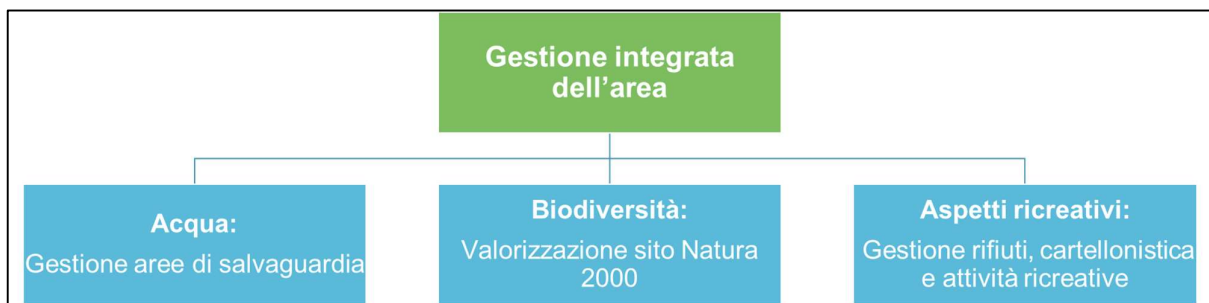 Gestione integrata
dell’area
Acqua:
Gestione aree di salvaguardia
Biodiversità:
Valorizzazione sito Natura
2000
Aspetti ricreativi:
Gestione rifiuti, cartellonistica
e attività ricreative